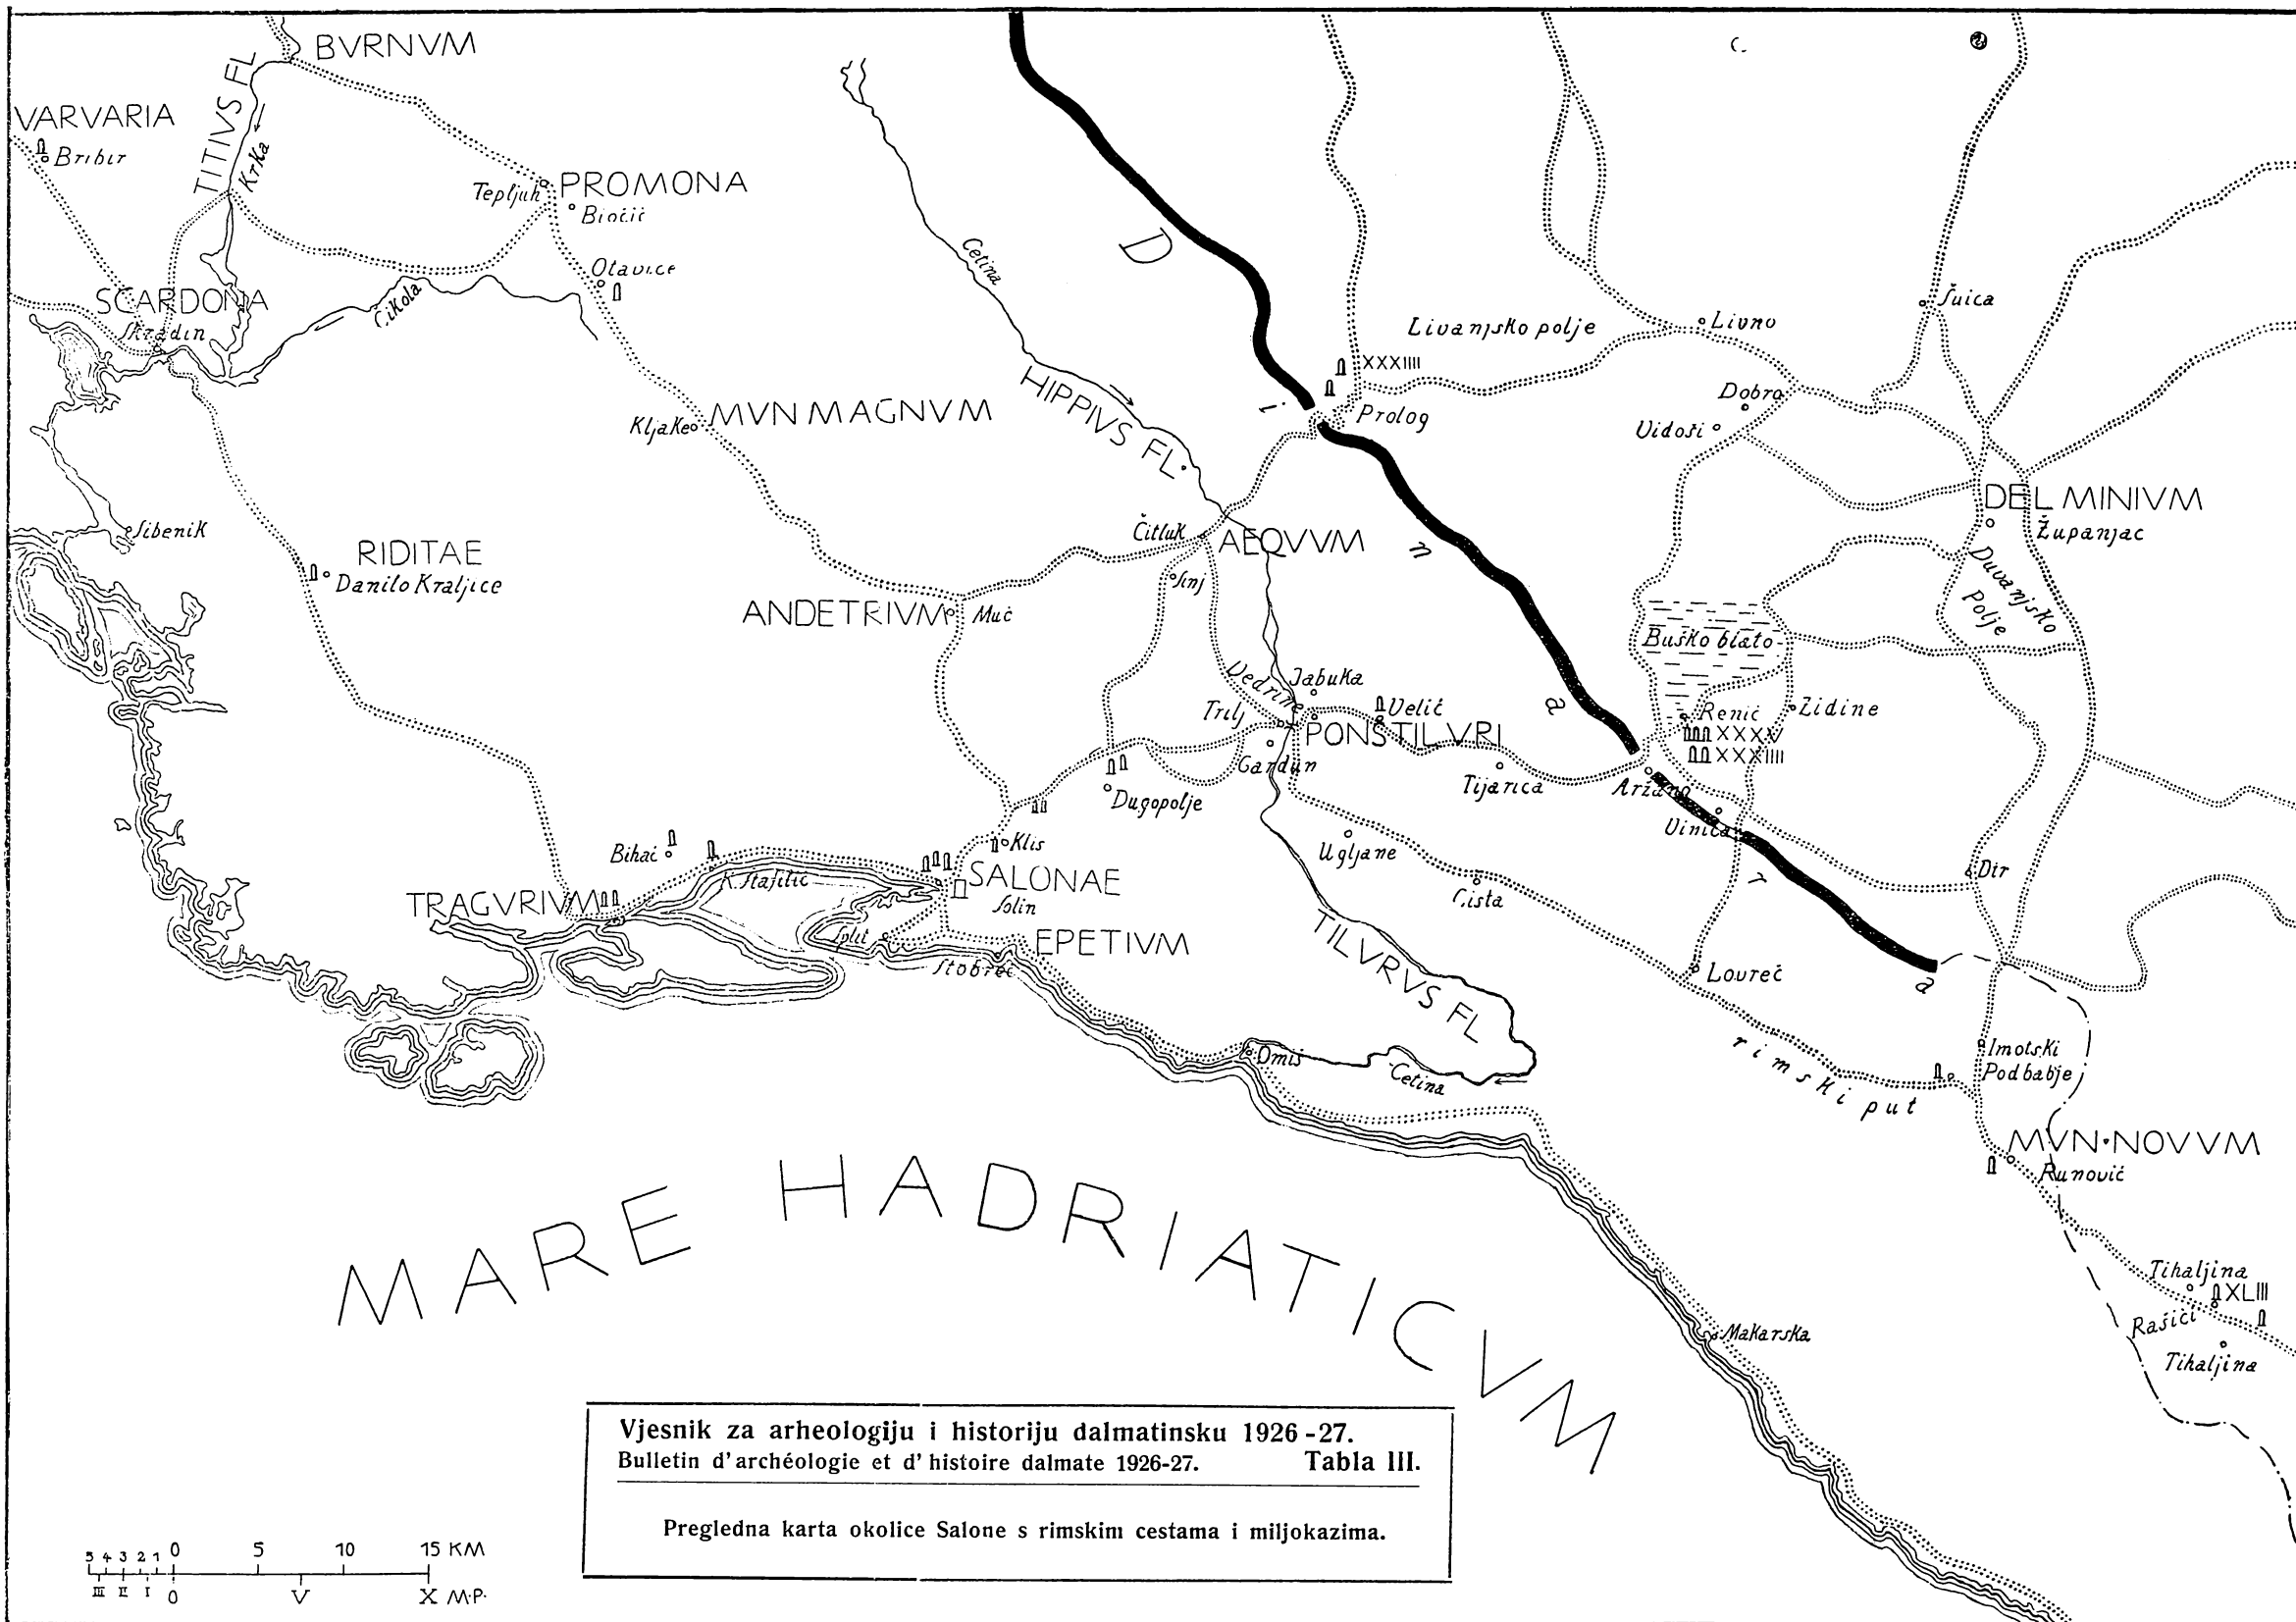 BVRNVM
TITIVS FL
Krka
VARVARIA
Bribir
Tepljuh
PROMONA
Biočić
Otavice
Čikola
SCARDONA
Skradin
Kljake
MVN MAGNVM
Cetina
HIPPIVS FL.
D i n a r a
Livanjsko polje
Livno
Šuica
XXXIIII
Prolog
Dobro
Vidoši
DELMINIVM
Županjac
Duvanjsko
Polje
Šibenik
RIDITAE
Danilo Kraljice
Čitluk
AEQVVM
Sinj
ANDETRIVM
Muć
Buško blato
Vedrine
Jabuka
Trilj
Velić
PONS TILVRI
Gardun
Renić
XXXV
XXXIIII
Zidine
Tijarica
Aržano
Vinica
Dugopolje
Klis
Ugljane
Cista
Dir
Bihać
K. Stafilić
SALONAE
Solin
TRAGVRIVM
Split
EPETIVM
Stobreč
TILVRVS FL
Lovreč
Omiš
Cetina
rimski put
Imotski
Podbabje
MVN•NOVVM
Runović
MARE HADRIATICVM
Tihaljina
XLIII
Rašići
Tihaljina
Makarska
Vjesnik za arheologiju i historiju dalmatinsku 1926-27.
Bulletin d'archéologie et d'histoire dalmate 1926-27. Tabla III.
Pregledna karta okolice Salone s rimskim cestama i miljokazima.
5 4 3 2 1 0 5 10 15 KM
III II I 0 V X M.P.